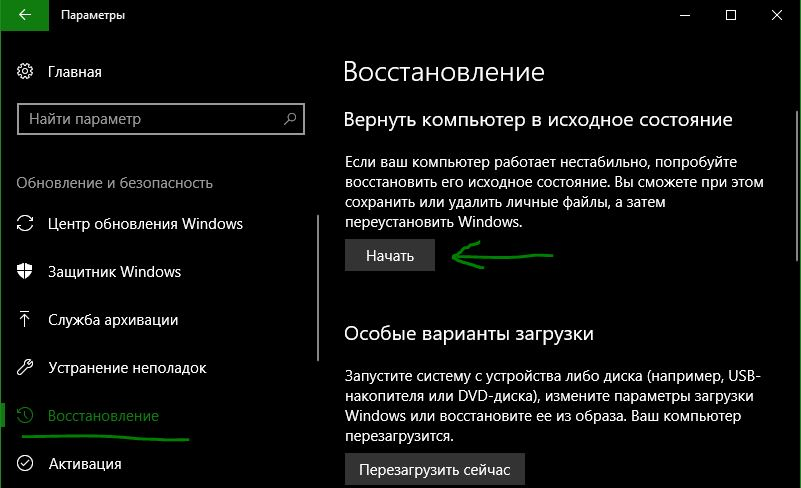 Параметры
Главная
Найти параметр
Обновление и безопасность
Центр обновления Windows
Защитник Windows
Служба архивации
Устранение неполадок
Восстановление
Активация
Восстановление
Вернуть компьютер в исходное состояние
Если ваш компьютер работает нестабильно, попробуйте
восстановить его исходное состояние. Вы сможете при этом
сохранить или удалить личные файлы, а затем
переустановить Windows.
Начать
Особые варианты загрузки
Запустите систему с устройства либо диска (например, USB-
накопителя или DVD-диска), измените параметры загрузки
Windows или восстановите ее из образа. Ваш компьютер
перезагрузится.
Перезагрузить сейчас